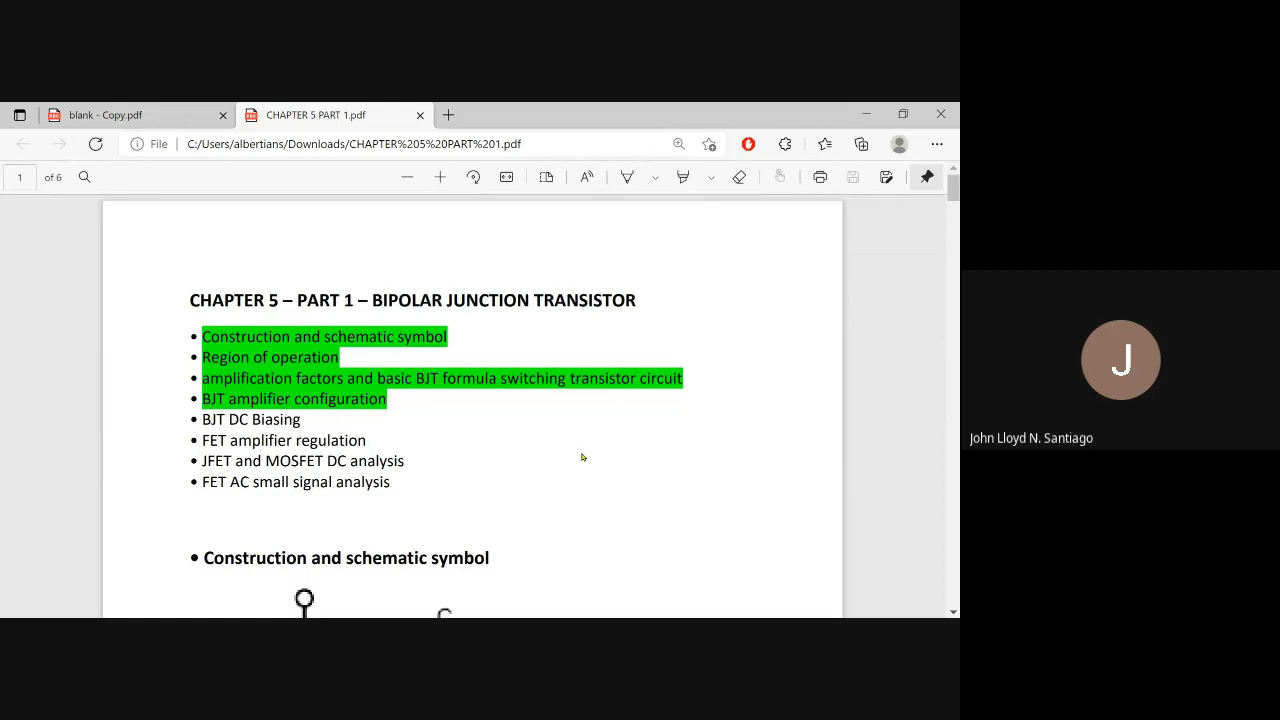 blank - Copy.pdf
CHAPTER 5 PART 1.pdf
File C:/Users/albertians/Downloads/CHAPTER%205%20PART%201.pdf
1 of 6
CHAPTER 5 – PART 1 – BIPOLAR JUNCTION TRANSISTOR
• Construction and schematic symbol
• Region of operation
• amplification factors and basic BJT formula switching transistor circuit
• BJT amplifier configuration
• BJT DC Biasing
• FET amplifier regulation
• JFET and MOSFET DC analysis
• FET AC small signal analysis
• Construction and schematic symbol
J
John Lloyd N. Santiago